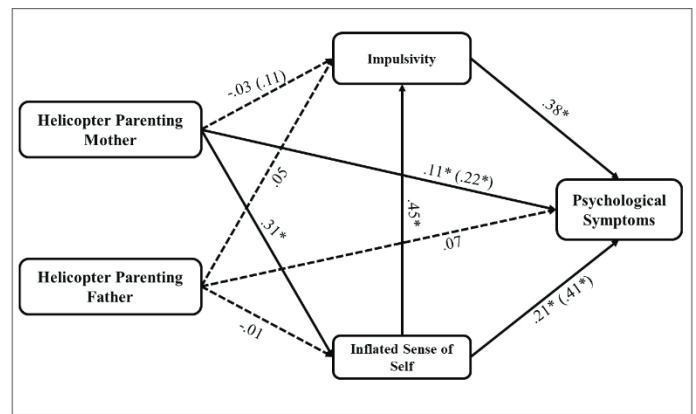 Impulsivity
-.03 (.11)
.38*
Helicopter Parenting
Mother
.05
.11* (.22*)
.31*
.45*
Psychological
Symptoms
.07
Helicopter Parenting
Father
-.01
.21* (.41*)
Inflated Sense of
Self